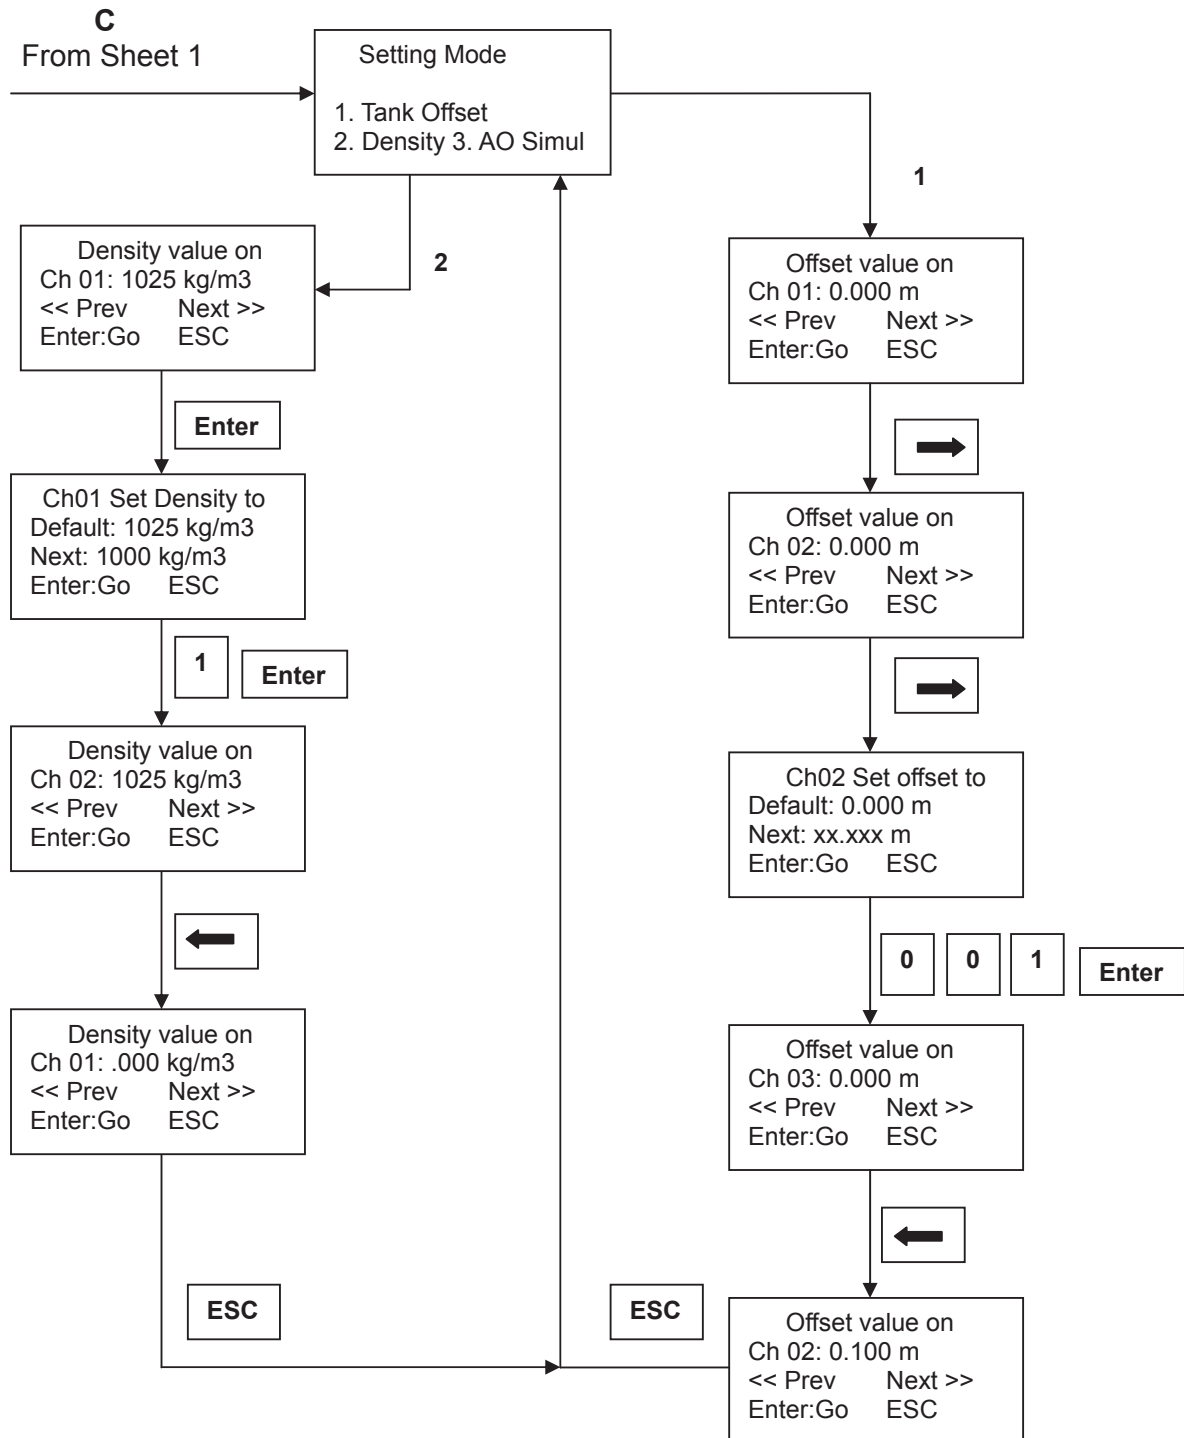 C
From Sheet 1
Setting Mode
1. Tank Offset
2. Density 3. AO Simul
1
2
Density value on
Ch 01: 1025 kg/m3
<< Prev Next >>
Enter:Go ESC
Enter
Ch01 Set Density to
Default: 1025 kg/m3
Next: 1000 kg/m3
Enter:Go ESC
1 Enter
Density value on
Ch 02: 1025 kg/m3
<< Prev Next >>
Enter:Go ESC
Density value on
Ch 01: .000 kg/m3
<< Prev Next >>
Enter:Go ESC
ESC
Offset value on
Ch 01: 0.000 m
<< Prev Next >>
Enter:Go ESC
Offset value on
Ch 02: 0.000 m
<< Prev Next >>
Enter:Go ESC
Ch02 Set offset to
Default: 0.000 m
Next: xx.xxx m
Enter:Go ESC
0 0 1 Enter
Offset value on
Ch 03: 0.000 m
<< Prev Next >>
Enter:Go ESC
ESC
Offset value on
Ch 02: 0.100 m
<< Prev Next >>
Enter:Go ESC